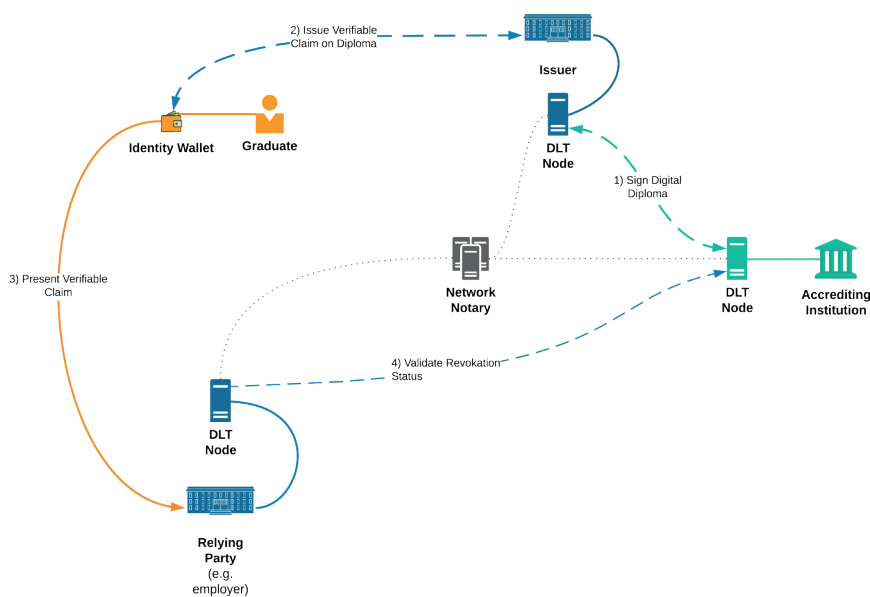 2) Issue Verifiable
Claim on Diploma
Issuer
Identity Wallet
Graduate
DLT
Node
1) Sign Digital
Diploma
3) Present Verifiable
Claim
Network
Notary
DLT
Node
Accrediting
Institution
4) Validate Revokation
Status
DLT
Node
Relying
Party
(e.g.
employer)